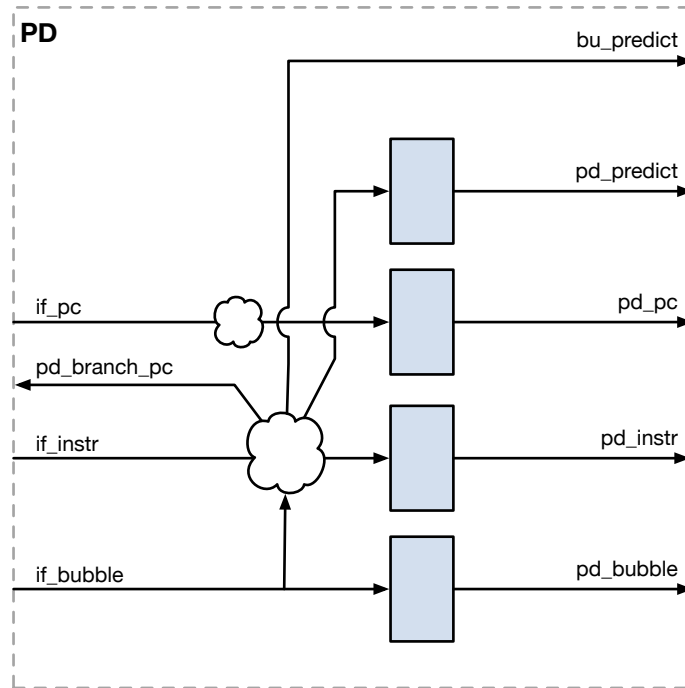 PD
bu_predict
pd_predict
if_pc
pd_pc
pd_branch_pc
if_instr
pd_instr
if_bubble
pd_bubble